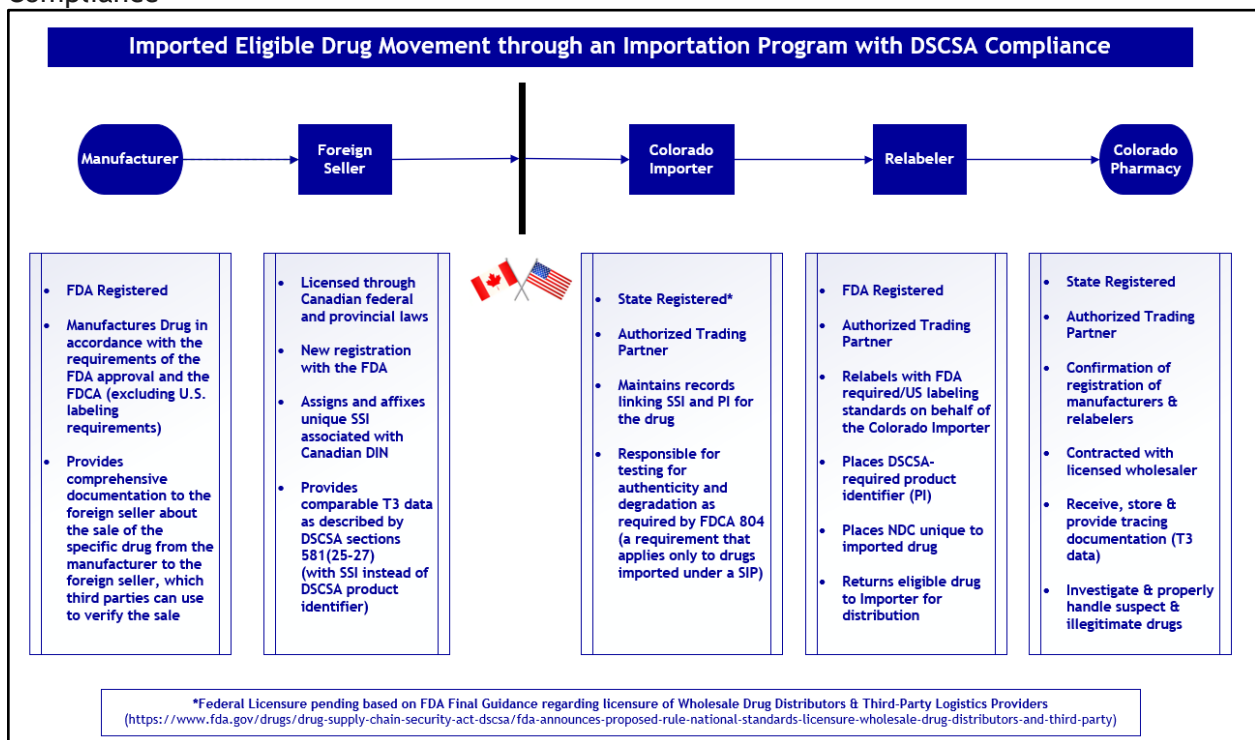 Compliance
Imported Eligible Drug Movement through an Importation Program with DSCSA Compliance
Manufacturer
Foreign
Seller
Colorado
Importer
Relabeler
Colorado
Pharmacy
• FDA Registered
• Manufactures Drug in
accordance with the
requirements of the
FDA approval and the
FDCA (excluding U.S.
labeling
requirements)
• Provides
comprehensive
documentation to the
foreign seller about
the sale of the
specific drug from the
manufacturer to the
foreign seller, which
third parties can use
to verify the sale
• Licensed through
Canadian federal
and provincial laws
• New registration
with the FDA
• Assigns and affixes
unique SSI
associated with
Canadian DIN
• Provides
comparable T3 data
as described by
DSCSA sections
581(25-27)
(with SSI instead of
DSCSA product
identifier)
• State Registered*
• Authorized Trading
Partner
• Maintains records
linking SSI and PI for
the drug
• Responsible for
testing for
authenticity and
degradation as
required by FDCA 804
(a requirement that
applies only to drugs
imported under a SIP)
• FDA Registered
• Authorized Trading
Partner
• Relabels with FDA
required/US labeling
standards on behalf of
the Colorado Importer
• Places DSCSA-
required product
identifier (PI)
• Places NDC unique to
imported drug
• Returns eligible drug
to Importer for
distribution
• State Registered
• Authorized Trading
Partner
• Confirmation of
registration of
manufacturers &
relabelers
• Contracted with
licensed wholesaler
• Receive, store &
provide tracing
documentation (T3
data)
• Investigate & properly
handle suspect &
illegitimate drugs
*Federal Licensure pending based on FDA Final Guidance regarding licensure of Wholesale Drug Distributors & Third-Party Logistics Providers
(https://www.fda.gov/drugs/drug-supply-chain-security-act-dscsa/fda-announces-proposed-rule-national-standards-licensure-wholesale-drug-distributors-and-third-party)